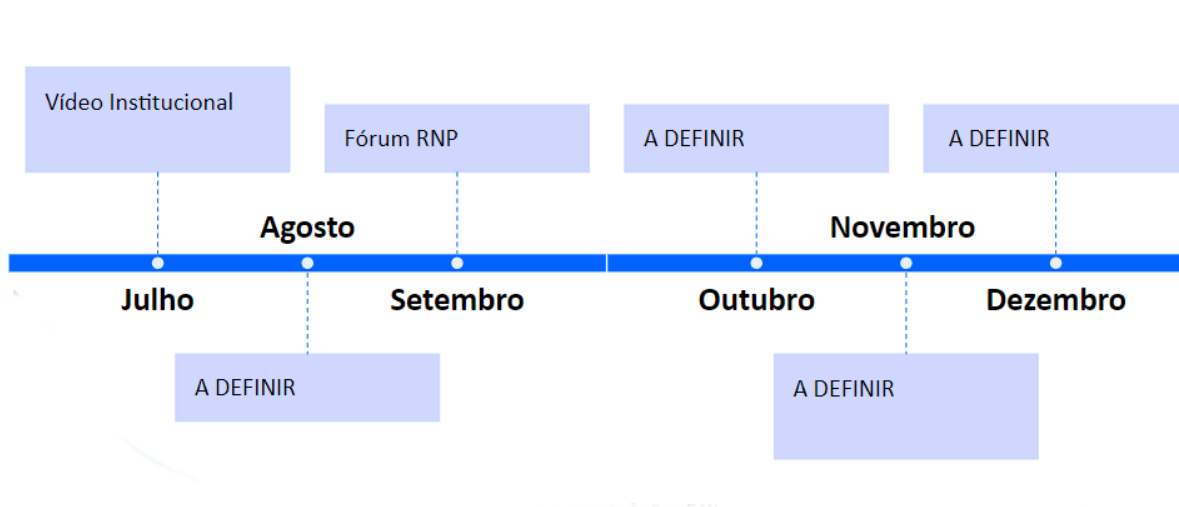 Vídeo Institucional
Fórum RNP
A DEFINIR
A DEFINIR
Agosto
Novembro
Julho
Setembro
Outubro
Dezembro
A DEFINIR
A DEFINIR